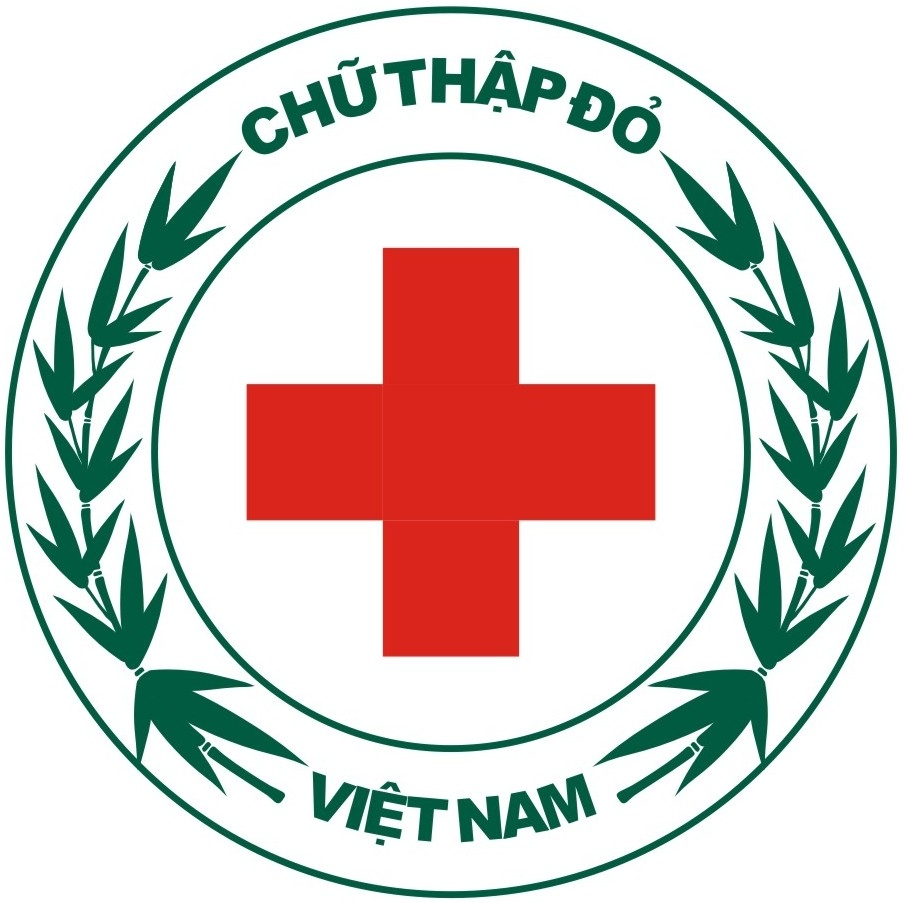 CHỮ THẬP ĐỎ
VIỆT NAM